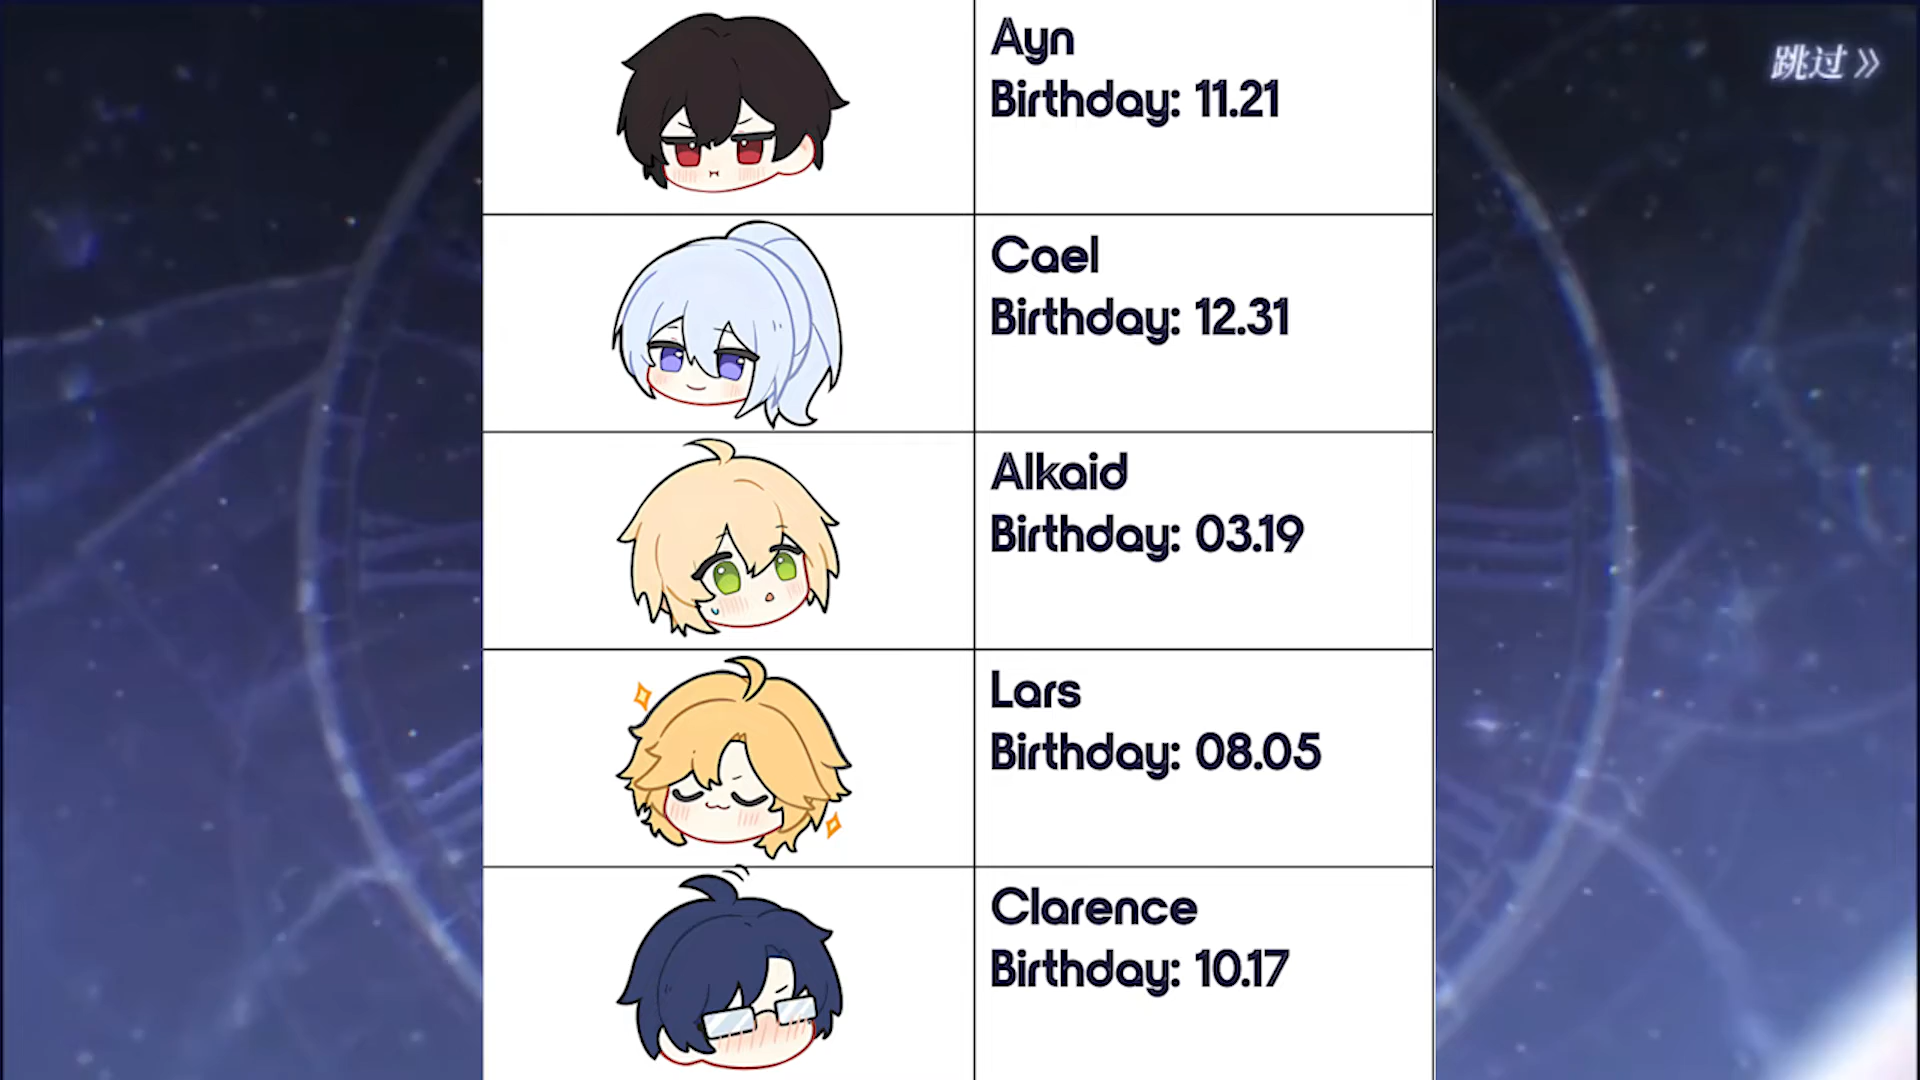 跳过 》
Ayn
Birthday: 11.21
Cael
Birthday: 12.31
Alkaid
Birthday: 03.19
Lars
Birthday: 08.05
Clarence
Birthday: 10.17